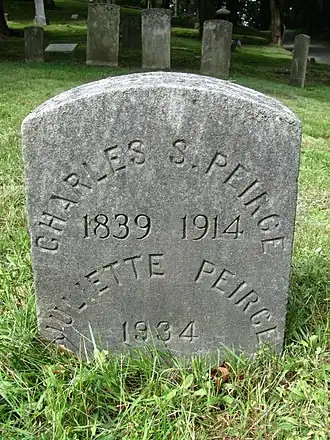 CHARLES S. PEIRCE
1839 1914
JULIETTE PEIRCE
1934